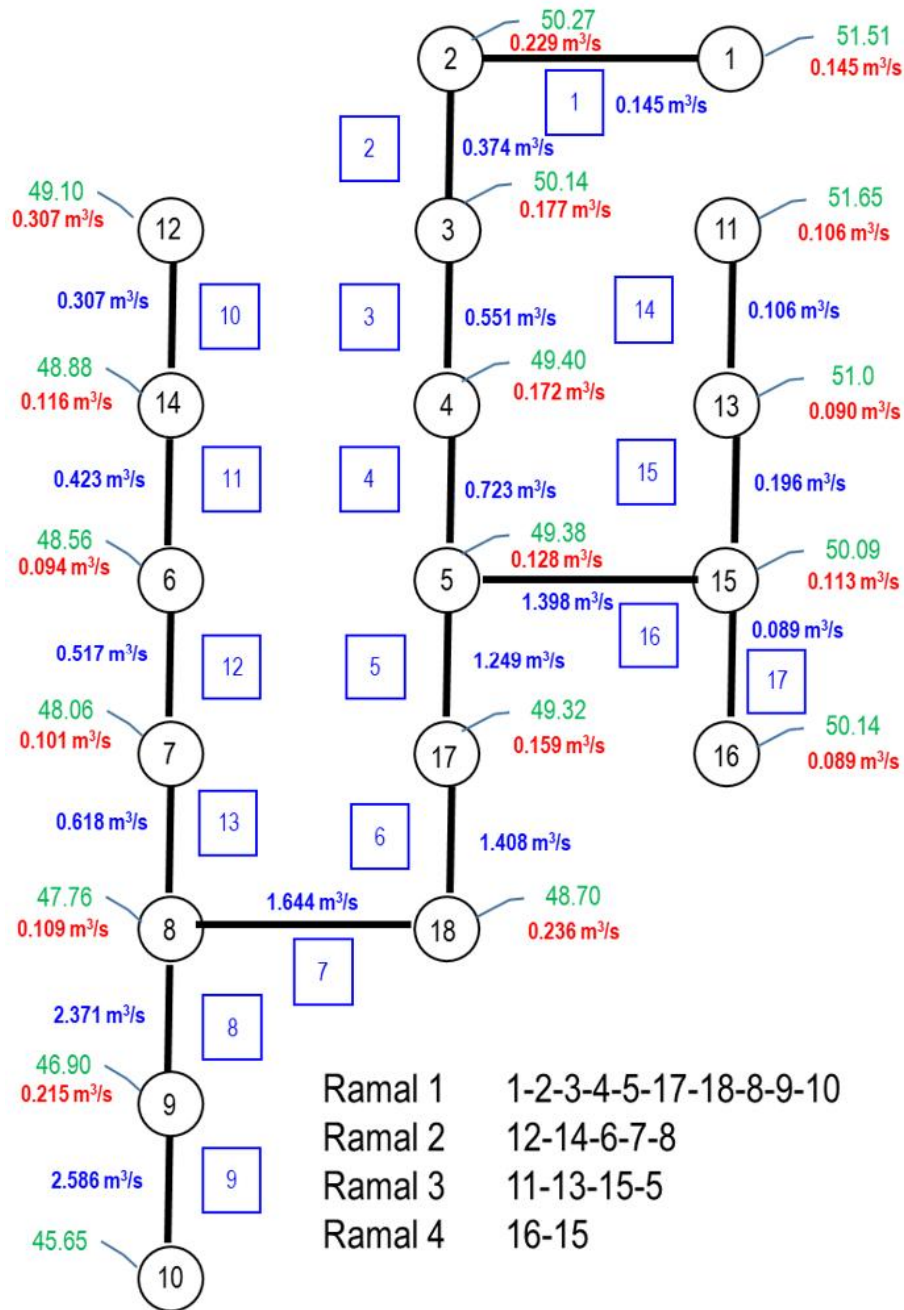 50.27
0.229 m³/s
2
1
51.51
0.145 m³/s
1
0.145 m³/s
2
0.374 m³/s
49.10
0.307 m³/s
12
50.14
0.177 m³/s
3
51.65
0.106 m³/s
11
0.307 m³/s
10
3
0.551 m³/s
14
0.106 m³/s
48.88
0.116 m³/s
14
49.40
0.172 m³/s
4
51.0
0.090 m³/s
13
0.423 m³/s
11
4
0.723 m³/s
15
0.196 m³/s
48.56
0.094 m³/s
6
49.38
0.128 m³/s
5
1.398 m³/s
15
50.09
0.113 m³/s
0.517 m³/s
12
5
1.249 m³/s
16
0.089 m³/s
17
48.06
0.101 m³/s
7
49.32
0.159 m³/s
17
16
50.14
0.089 m³/s
0.618 m³/s
13
6
1.408 m³/s
47.76
0.109 m³/s
8
1.644 m³/s
7
18
48.70
0.236 m³/s
2.371 m³/s
8
46.90
0.215 m³/s
9
2.586 m³/s
9
45.65
10
Ramal 1 1-2-3-4-5-17-18-8-9-10
Ramal 2 12-14-6-7-8
Ramal 3 11-13-15-5
Ramal 4 16-15